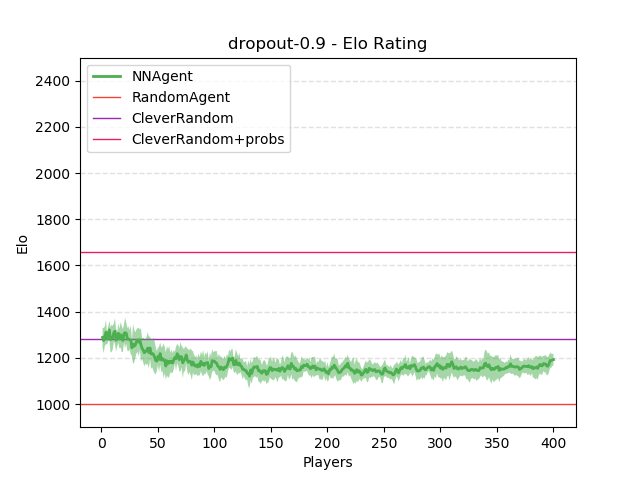 dropout-0.9 - Elo Rating
NNAgent
RandomAgent
CleverRandom
CleverRandom+probs
2400
2200
2000
1800
1600
1400
1200
1000
Elo
0 50 100 150 200 250 300 350 400
Players